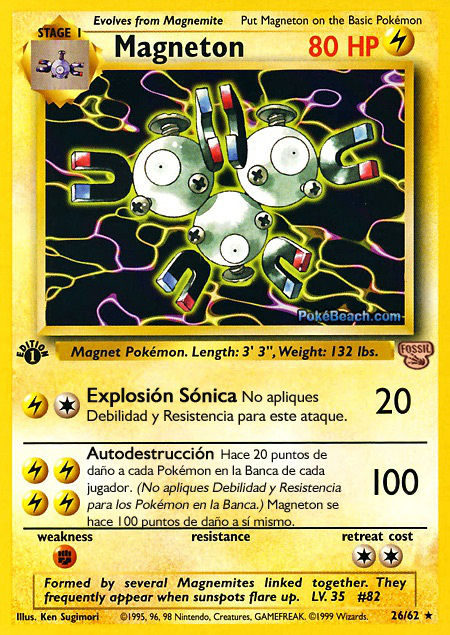 Evolves from Magnemite Put Magneton on the Basic Pokémon
STAGE 1
Magneton 80 HP
PokéBeach.com
EDITION 1
Magnet Pokémon. Length: 3' 3", Weight: 132 lbs.
FOSSIL
Explosión Sónica No apliques
Debilidad y Resistencia para este ataque.
20
Autodestrucción Hace 20 puntos de
daño a cada Pokémon en la Banca de cada
jugador. (No apliques Debilidad y Resistencia
para los Pokémon en la Banca.) Magneton se
hace 100 puntos de daño a sí mismo.
100
weakness resistance retreat cost
Formed by several Magnemites linked together. They
frequently appear when sunspots flare up. LV. 35 #82
Illus. Ken Sugimori ©1995, 96, 98 Nintendo, Creatures, GAMEFREAK. ©1999 Wizards. 26/62 ★